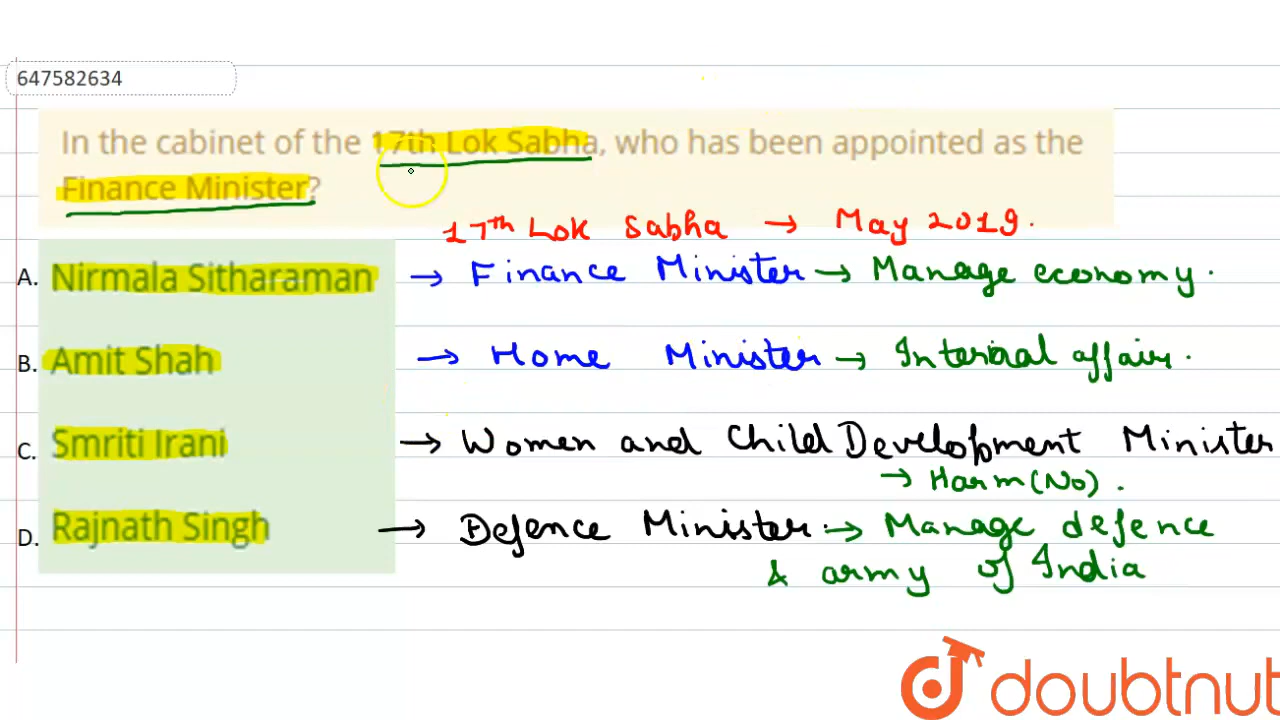 647582634
In the cabinet of the 17th Lok Sabha, who has been appointed as the
Finance Minister?
17th Lok Sabha → May 2019.
A. Nirmala Sitharaman → Finance Minister → Manage economy.
B. Amit Shah → Home Minister → Internal affairs.
C. Smriti Irani → Women and Child Development Minister
→ Harm (No).
D. Rajnath Singh → Defence Minister. → Manage defence
& army of India
doubtnut